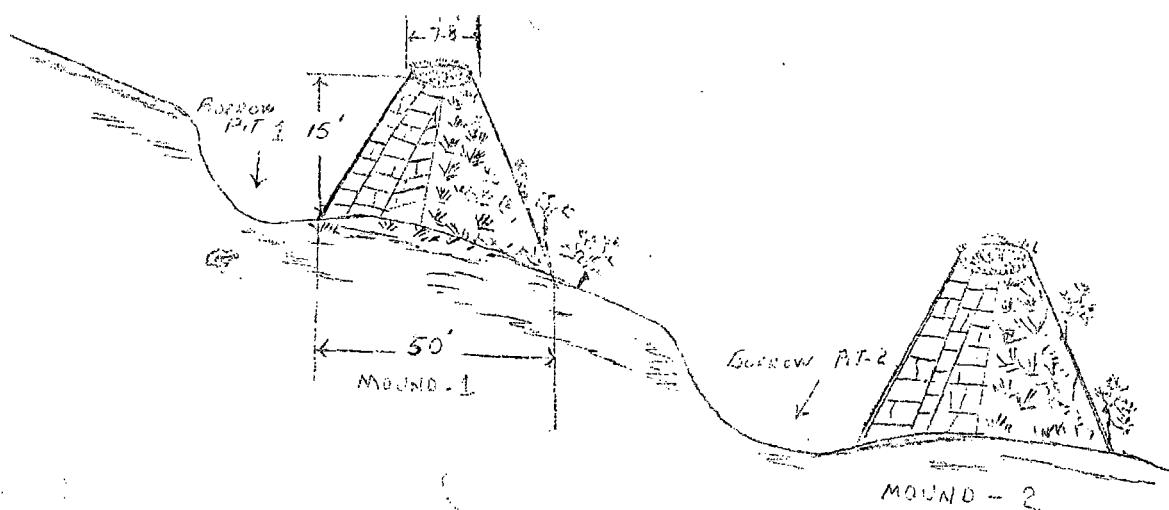 7'8'
BORROW
PIT 1
15'
50'
MOUND-1
BORROW PIT-2
MOUND - 2